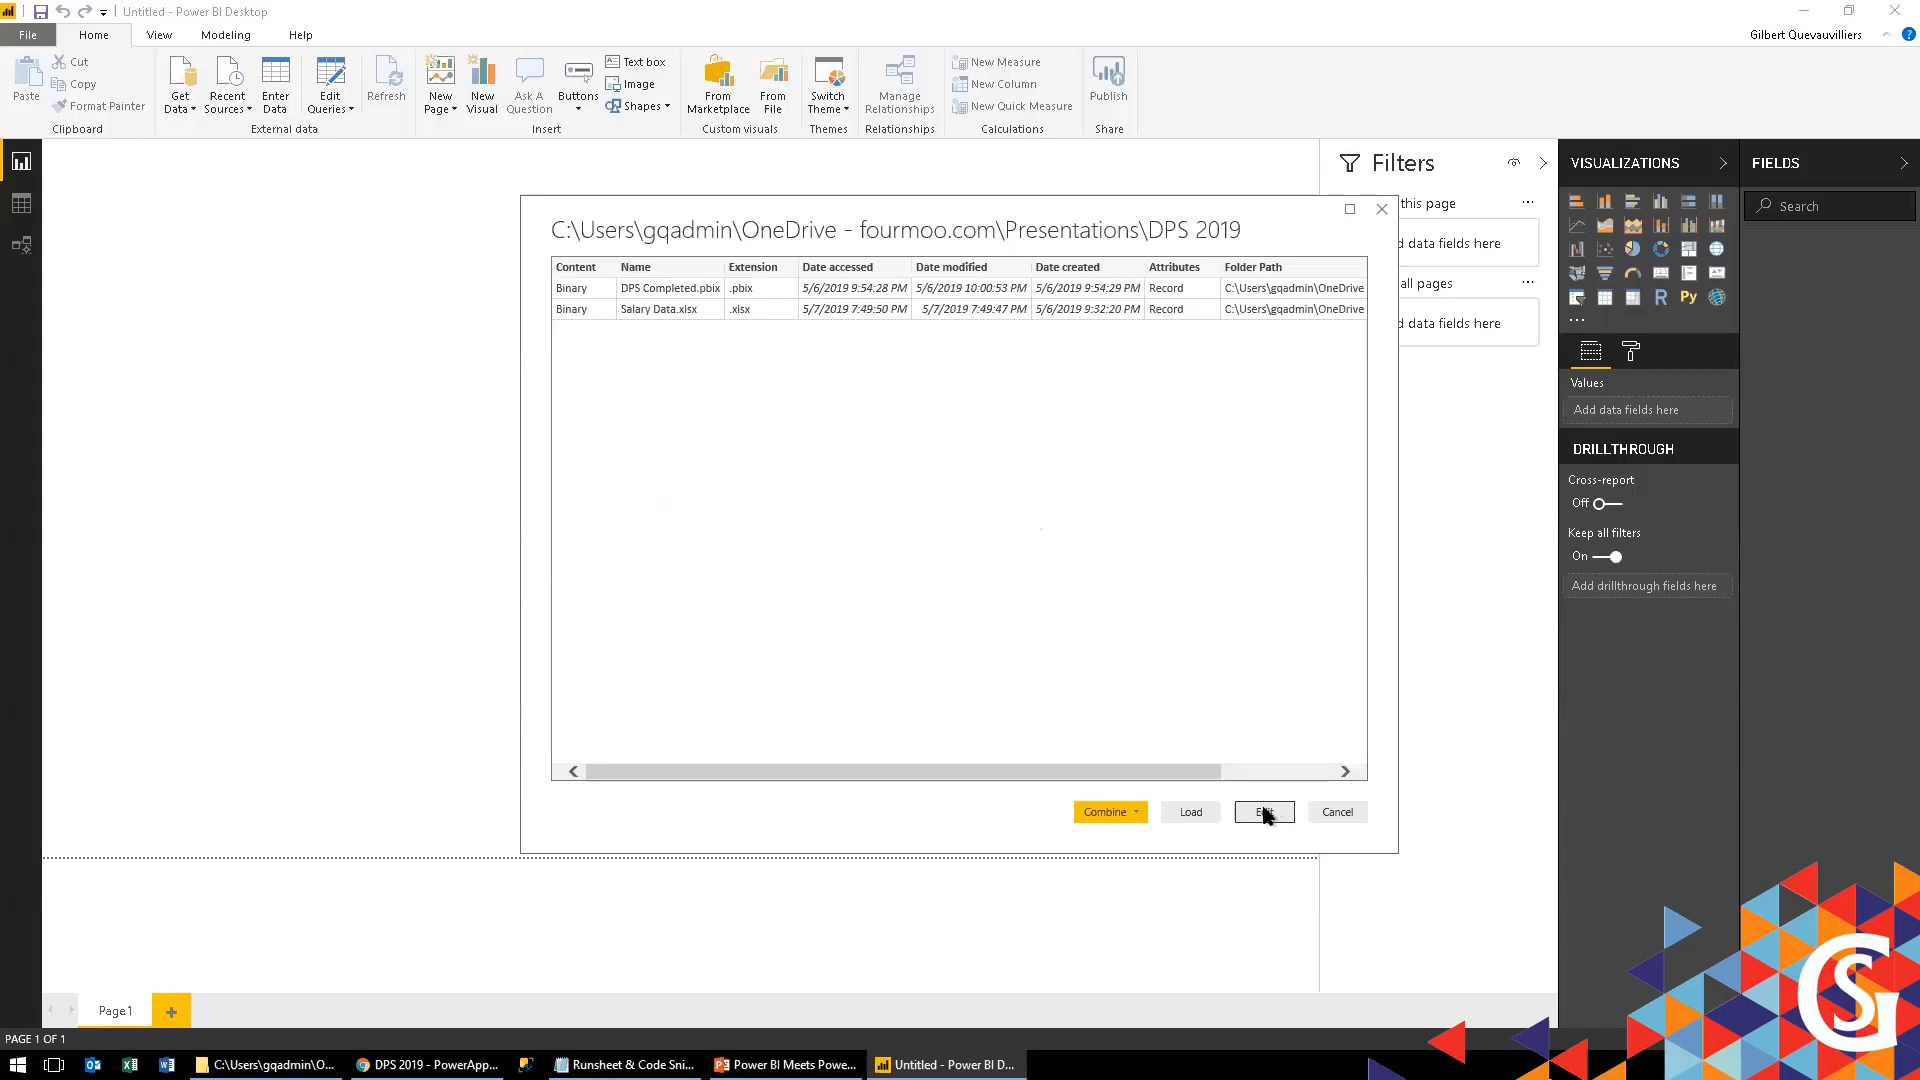 Untitled - Power BI Desktop
File
Home
View
Modeling
Help
Gilbert Quevauvilliers
Paste
Cut
Copy
Format Painter
Clipboard
Get Data
Recent Sources
Enter Data
Edit Queries
Refresh
External data
New Page
New Visual
Ask A Question
Buttons
Text box
Image
Shapes
Insert
From Marketplace
From File
Custom visuals
Switch Theme
Themes
Manage Relationships
Relationships
New Measure
New Column
New Quick Measure
Calculations
Publish
Share
C:\Users\gqadmin\OneDrive - fourmoo.com\Presentations\DPS 2019
Content Name Extension Date accessed Date modified Date created Attributes Folder Path
Binary DPS Completed.pbix .pbix 5/6/2019 9:54:28 PM 5/6/2019 10:00:53 PM 5/6/2019 9:54:29 PM Record C:\Users\gqadmin\OneDrive
Binary Salary Data.xlsx .xlsx 5/7/2019 7:49:50 PM 5/7/2019 7:49:47 PM 5/6/2019 9:32:20 PM Record C:\Users\gqadmin\OneDrive
Combine
Load
Cancel
Filters
this page
...
d data fields here
all pages
...
d data fields here
VISUALIZATIONS
R
Py
...
Values
Add data fields here
DRILLTHROUGH
Cross-report
Off
Keep all filters
On
Add drillthrough fields here
FIELDS
Search
Page1
PAGE 1 OF 1
C:\Users\gqadmin\O...
DPS 2019 - PowerApp...
Runsheet & Code Sni...
Power BI Meets Powe...
Untitled - Power BI D...
GS